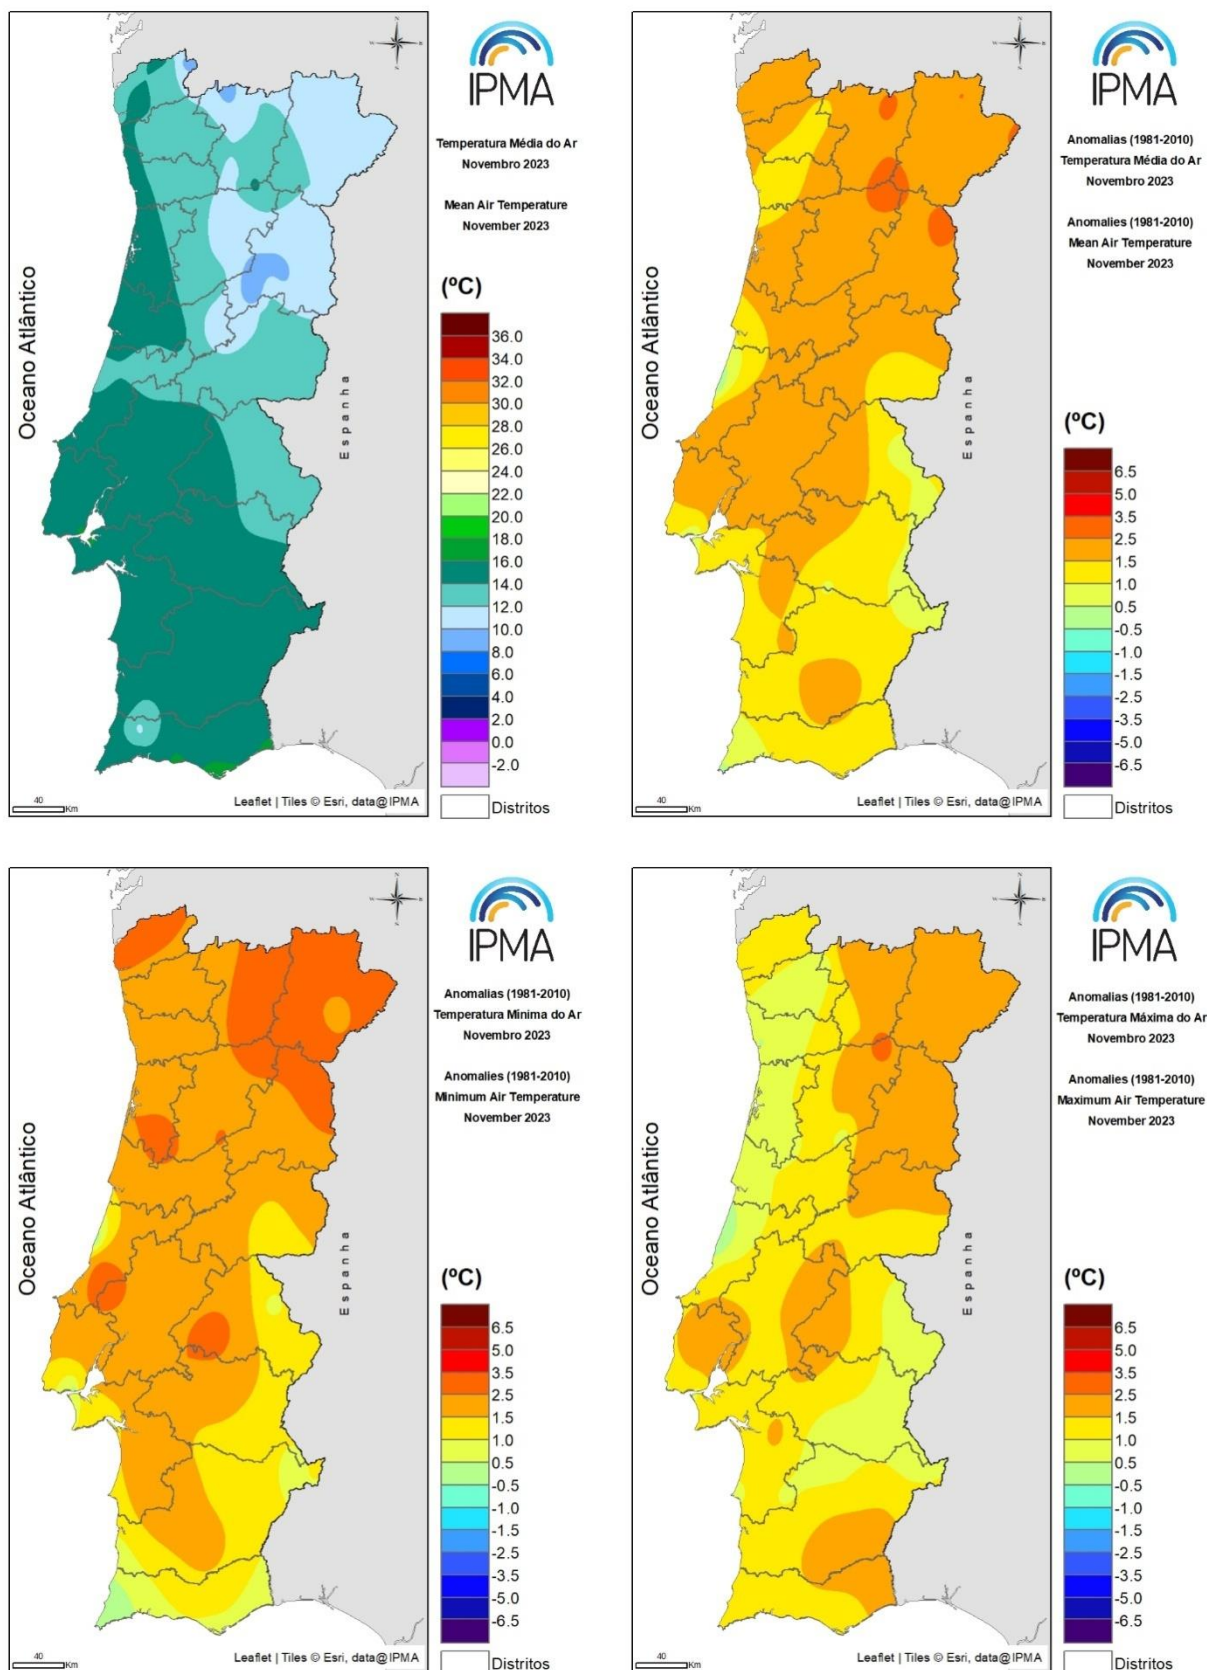 IPMA
Temperatura Média do Ar
Novembro 2023
Mean Air Temperature
November 2023
(ºC)
36.0
34.0
32.0
30.0
28.0
26.0
24.0
22.0
20.0
18.0
16.0
14.0
12.0
10.0
8.0
6.0
4.0
2.0
0.0
-2.0
Distritos
Oceano Atlântico
Espanha
N
W
E
S
40
Km
Leaflet | Tiles © Esri, data@IPMA
IPMA
Anomalias (1981-2010)
Temperatura Média do Ar
Novembro 2023
Anomalies (1981-2010)
Mean Air Temperature
November 2023
(ºC)
6.5
5.0
3.5
2.5
1.5
1.0
0.5
-0.5
-1.0
-1.5
-2.5
-3.5
-5.0
-6.5
Distritos
Oceano Atlântico
Espanha
N
W
E
S
40
Km
Leaflet | Tiles © Esri, data@IPMA
IPMA
Anomalias (1981-2010)
Temperatura Mínima do Ar
Novembro 2023
Anomalies (1981-2010)
Minimum Air Temperature
November 2023
(ºC)
6.5
5.0
3.5
2.5
1.5
1.0
0.5
-0.5
-1.0
-1.5
-2.5
-3.5
-5.0
-6.5
Distritos
Oceano Atlântico
Espanha
N
W
E
S
40
Km
Leaflet | Tiles © Esri, data@IPMA
IPMA
Anomalias (1981-2010)
Temperatura Máxima do Ar
Novembro 2023
Anomalies (1981-2010)
Maximum Air Temperature
November 2023
(ºC)
6.5
5.0
3.5
2.5
1.5
1.0
0.5
-0.5
-1.0
-1.5
-2.5
-3.5
-5.0
-6.5
Distritos
Oceano Atlântico
Espanha
N
W
E
S
40
Km
Leaflet | Tiles © Esri, data@IPMA